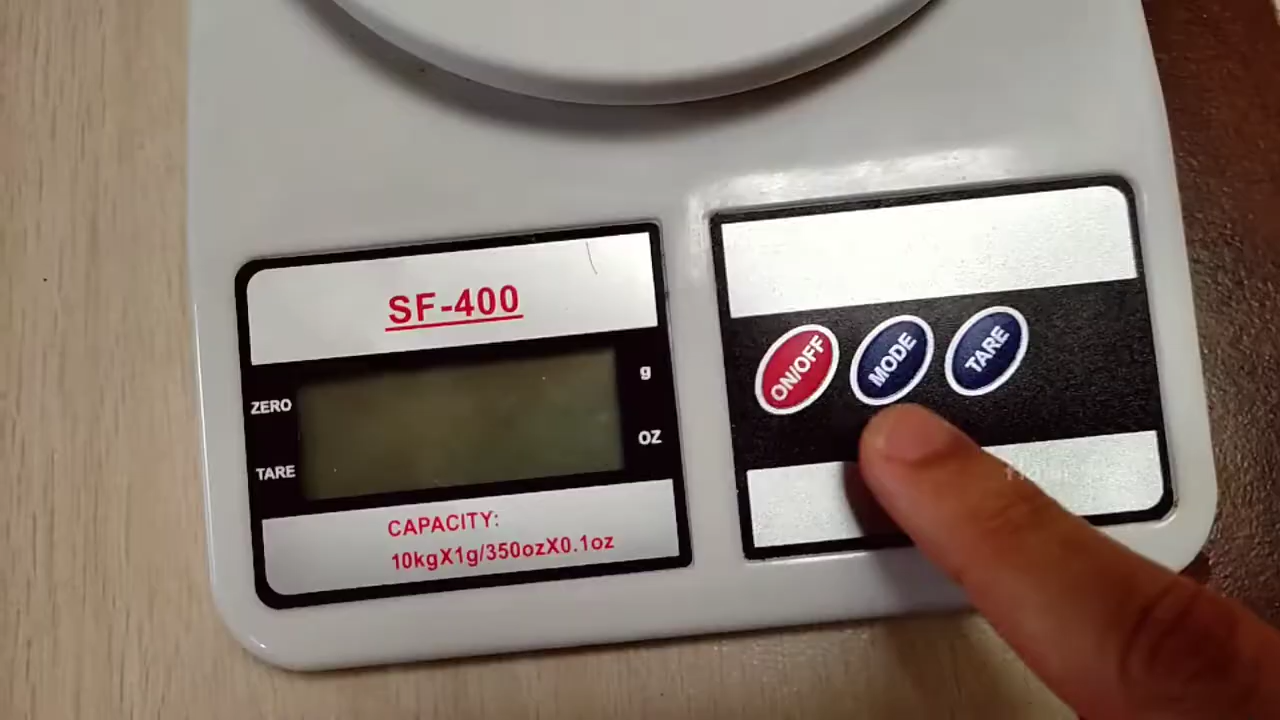 SF-400
ZERO
g
TARE
OZ
CAPACITY:
10kgX1g/350ozX0.1oz
ON/OFF
MODE
TARE